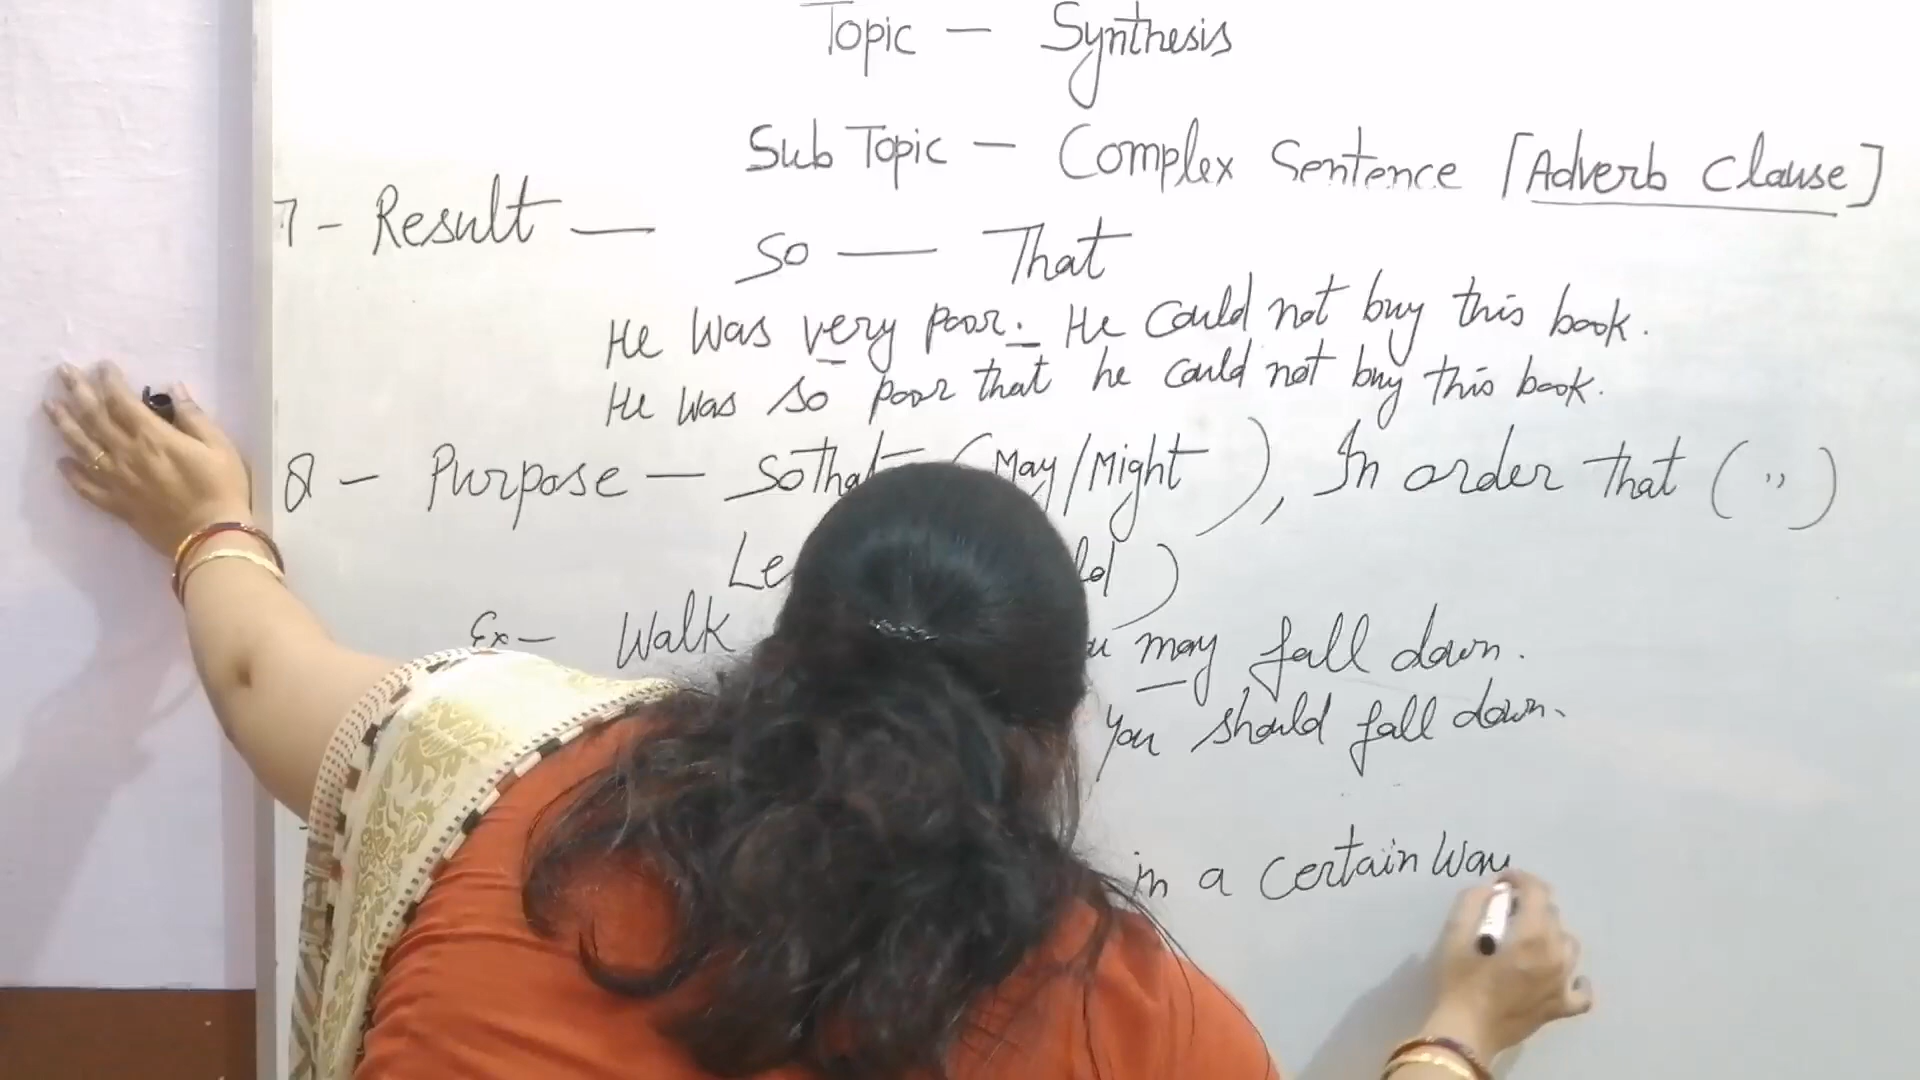 Topic — Synthesis
Sub Topic — Complex Sentence [Adverb Clause]
7 - Result —
So — That
He was very poor. He could not buy this book.
He was so poor that he could not buy this book.
8 - Purpose — So That (May/Might), In order that (")
Ex - Walk may fall down.
you should fall down.
in a certain way